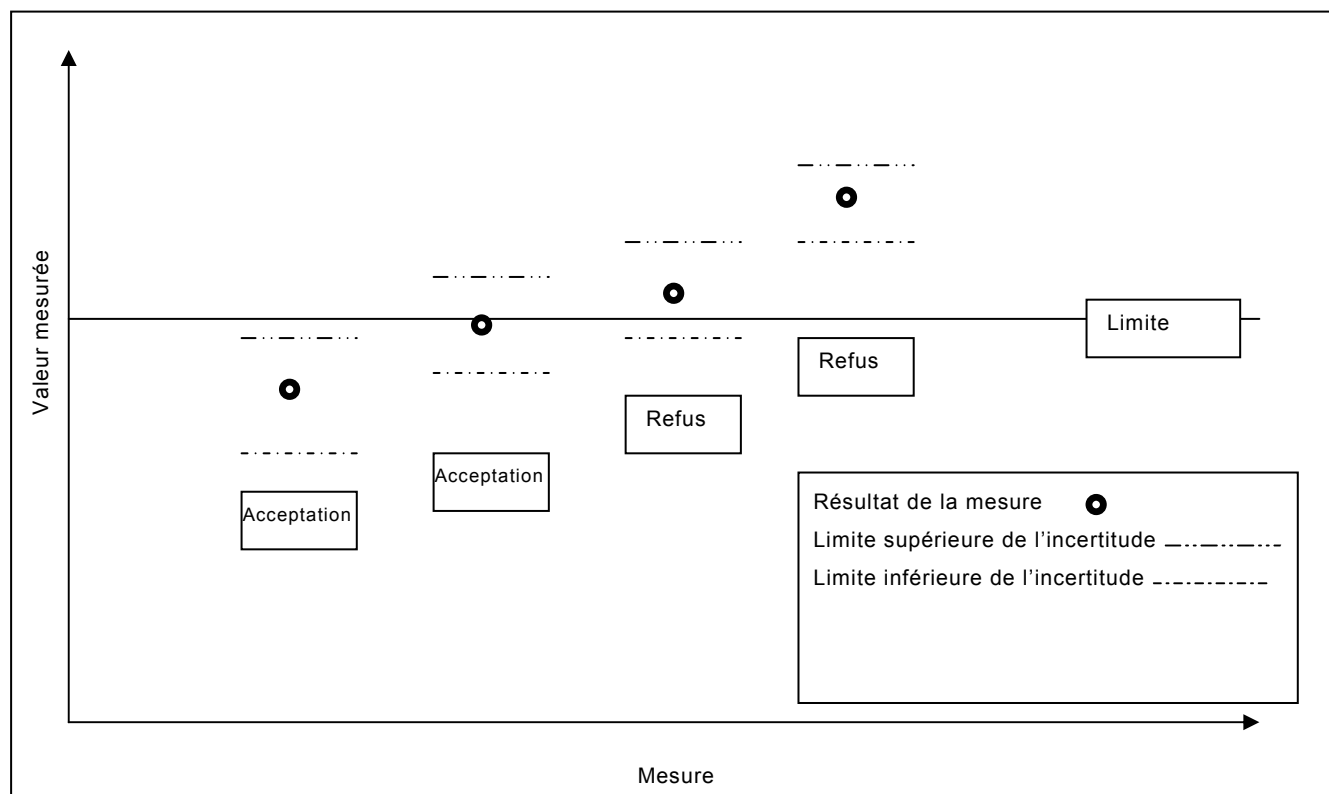 Valeur mesurée
Limite
Refus
Refus
Acceptation
Acceptation
Résultat de la mesure
Limite supérieure de l’incertitude
Limite inférieure de l’incertitude
Mesure